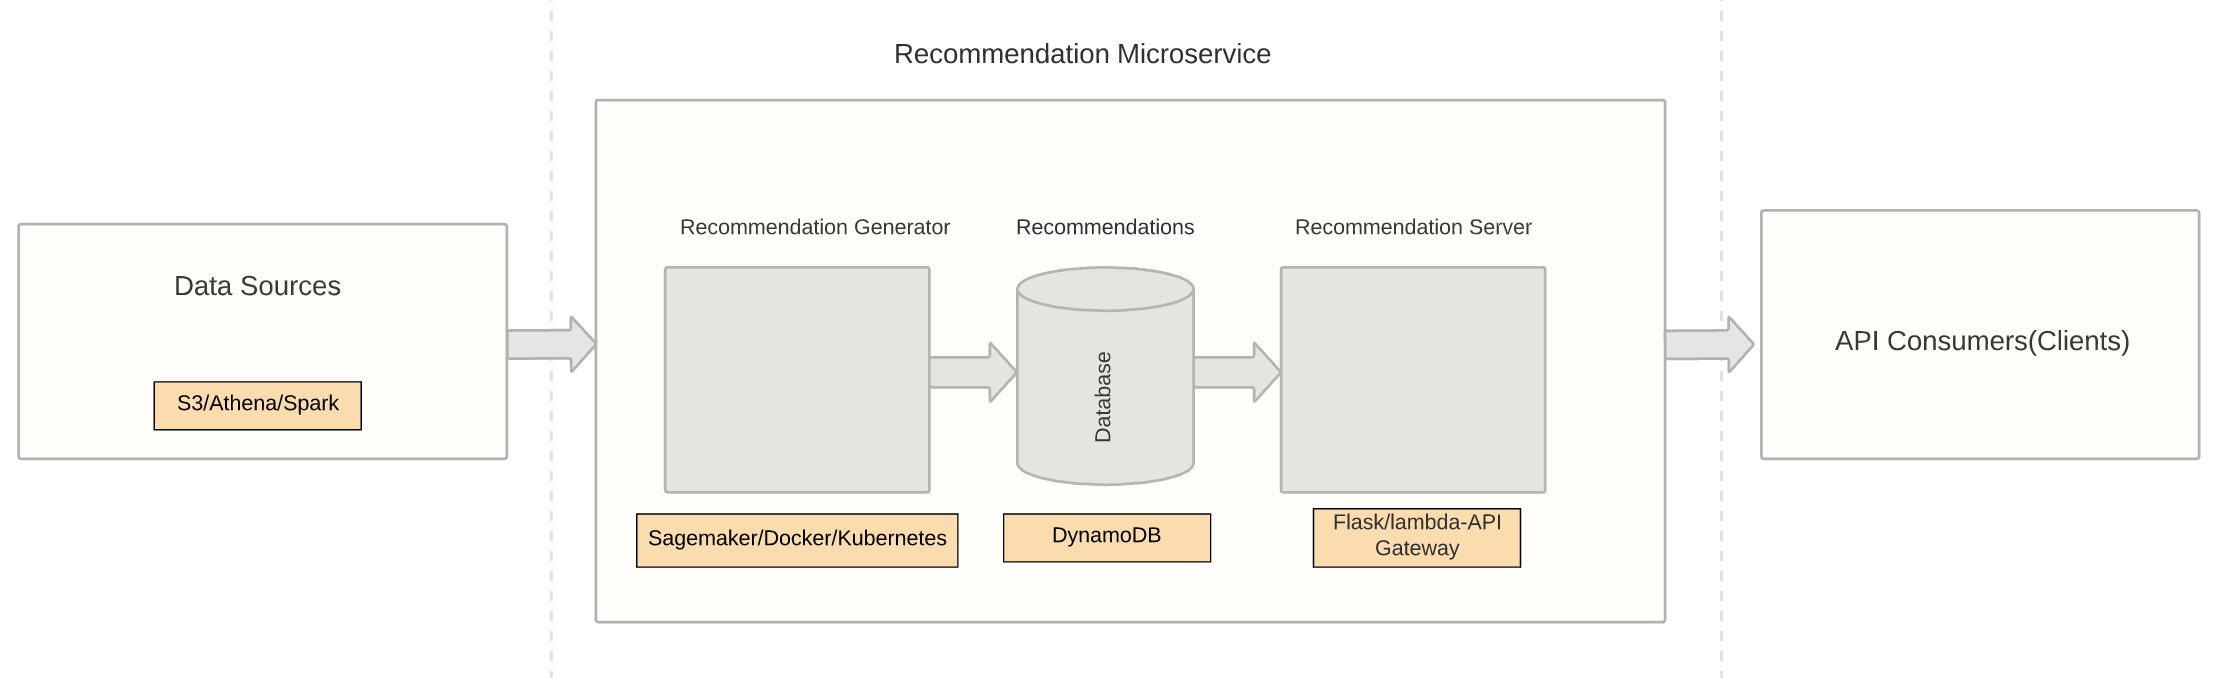 Recommendation Microservice
Data Sources
S3/Athena/Spark
Recommendation Generator
Recommendations
Recommendation Server
Database
Sagemaker/Docker/Kubernetes
DynamoDB
Flask/lambda-API
Gateway
API Consumers(Clients)